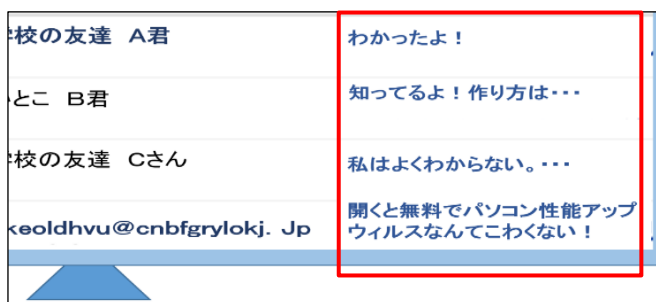 校の友達 A君
わかったよ!
とこ B君
知ってるよ!作り方は・・・
校の友達 Cさん
私はよくわからない。・・・
keoldhvu@cnbfgrylokj. Jp
開くと無料でパソコン性能アップ
ウィルスなんてこわくない!